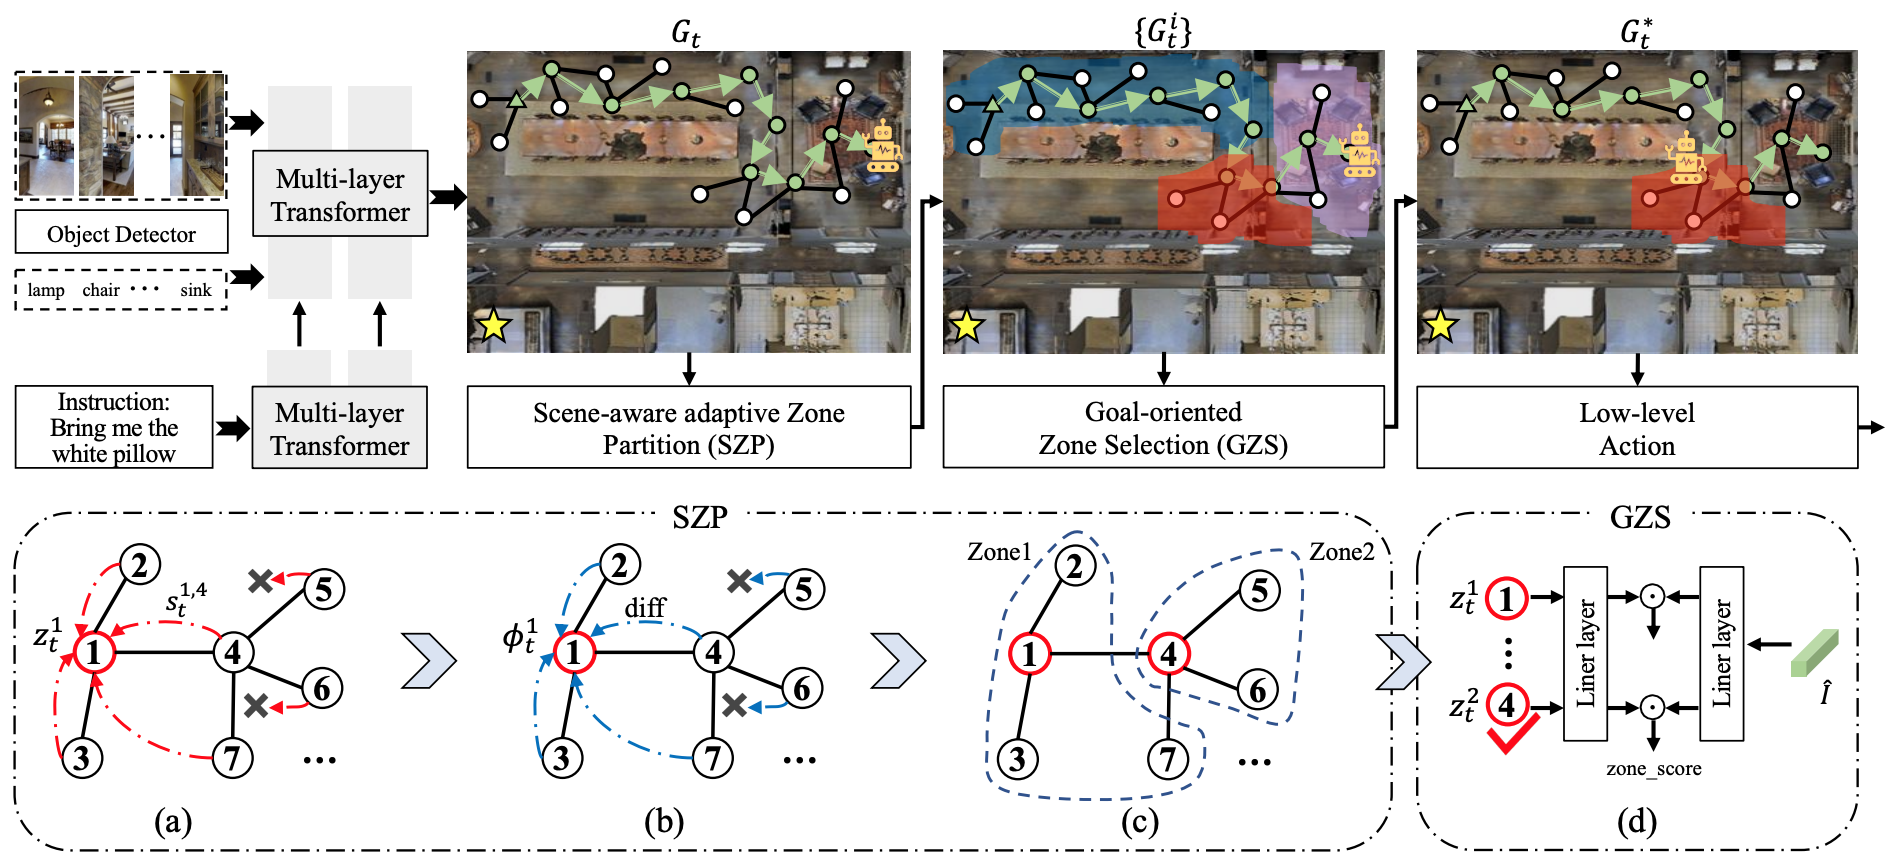 G_t
{G_t^i}
G_t^*
Object Detector
lamp chair ··· sink
Instruction:
Bring me the
white pillow
Multi-layer
Transformer
Multi-layer
Transformer
Scene-aware adaptive Zone
Partition (SZP)
Goal-oriented
Zone Selection (GZS)
Low-level
Action
SZP
2
5
s_t^{1,4}
z_t^1
1
4
6
3
7
...
(a)
2
5
diff
ϕ_t^1
1
4
6
3
7
...
(b)
Zone1
Zone2
2
5
1
4
6
3
7
...
(c)
GZS
z_t^1
1
z_t^2
4
Liner layer
Liner layer
Î
zone_score
(d)